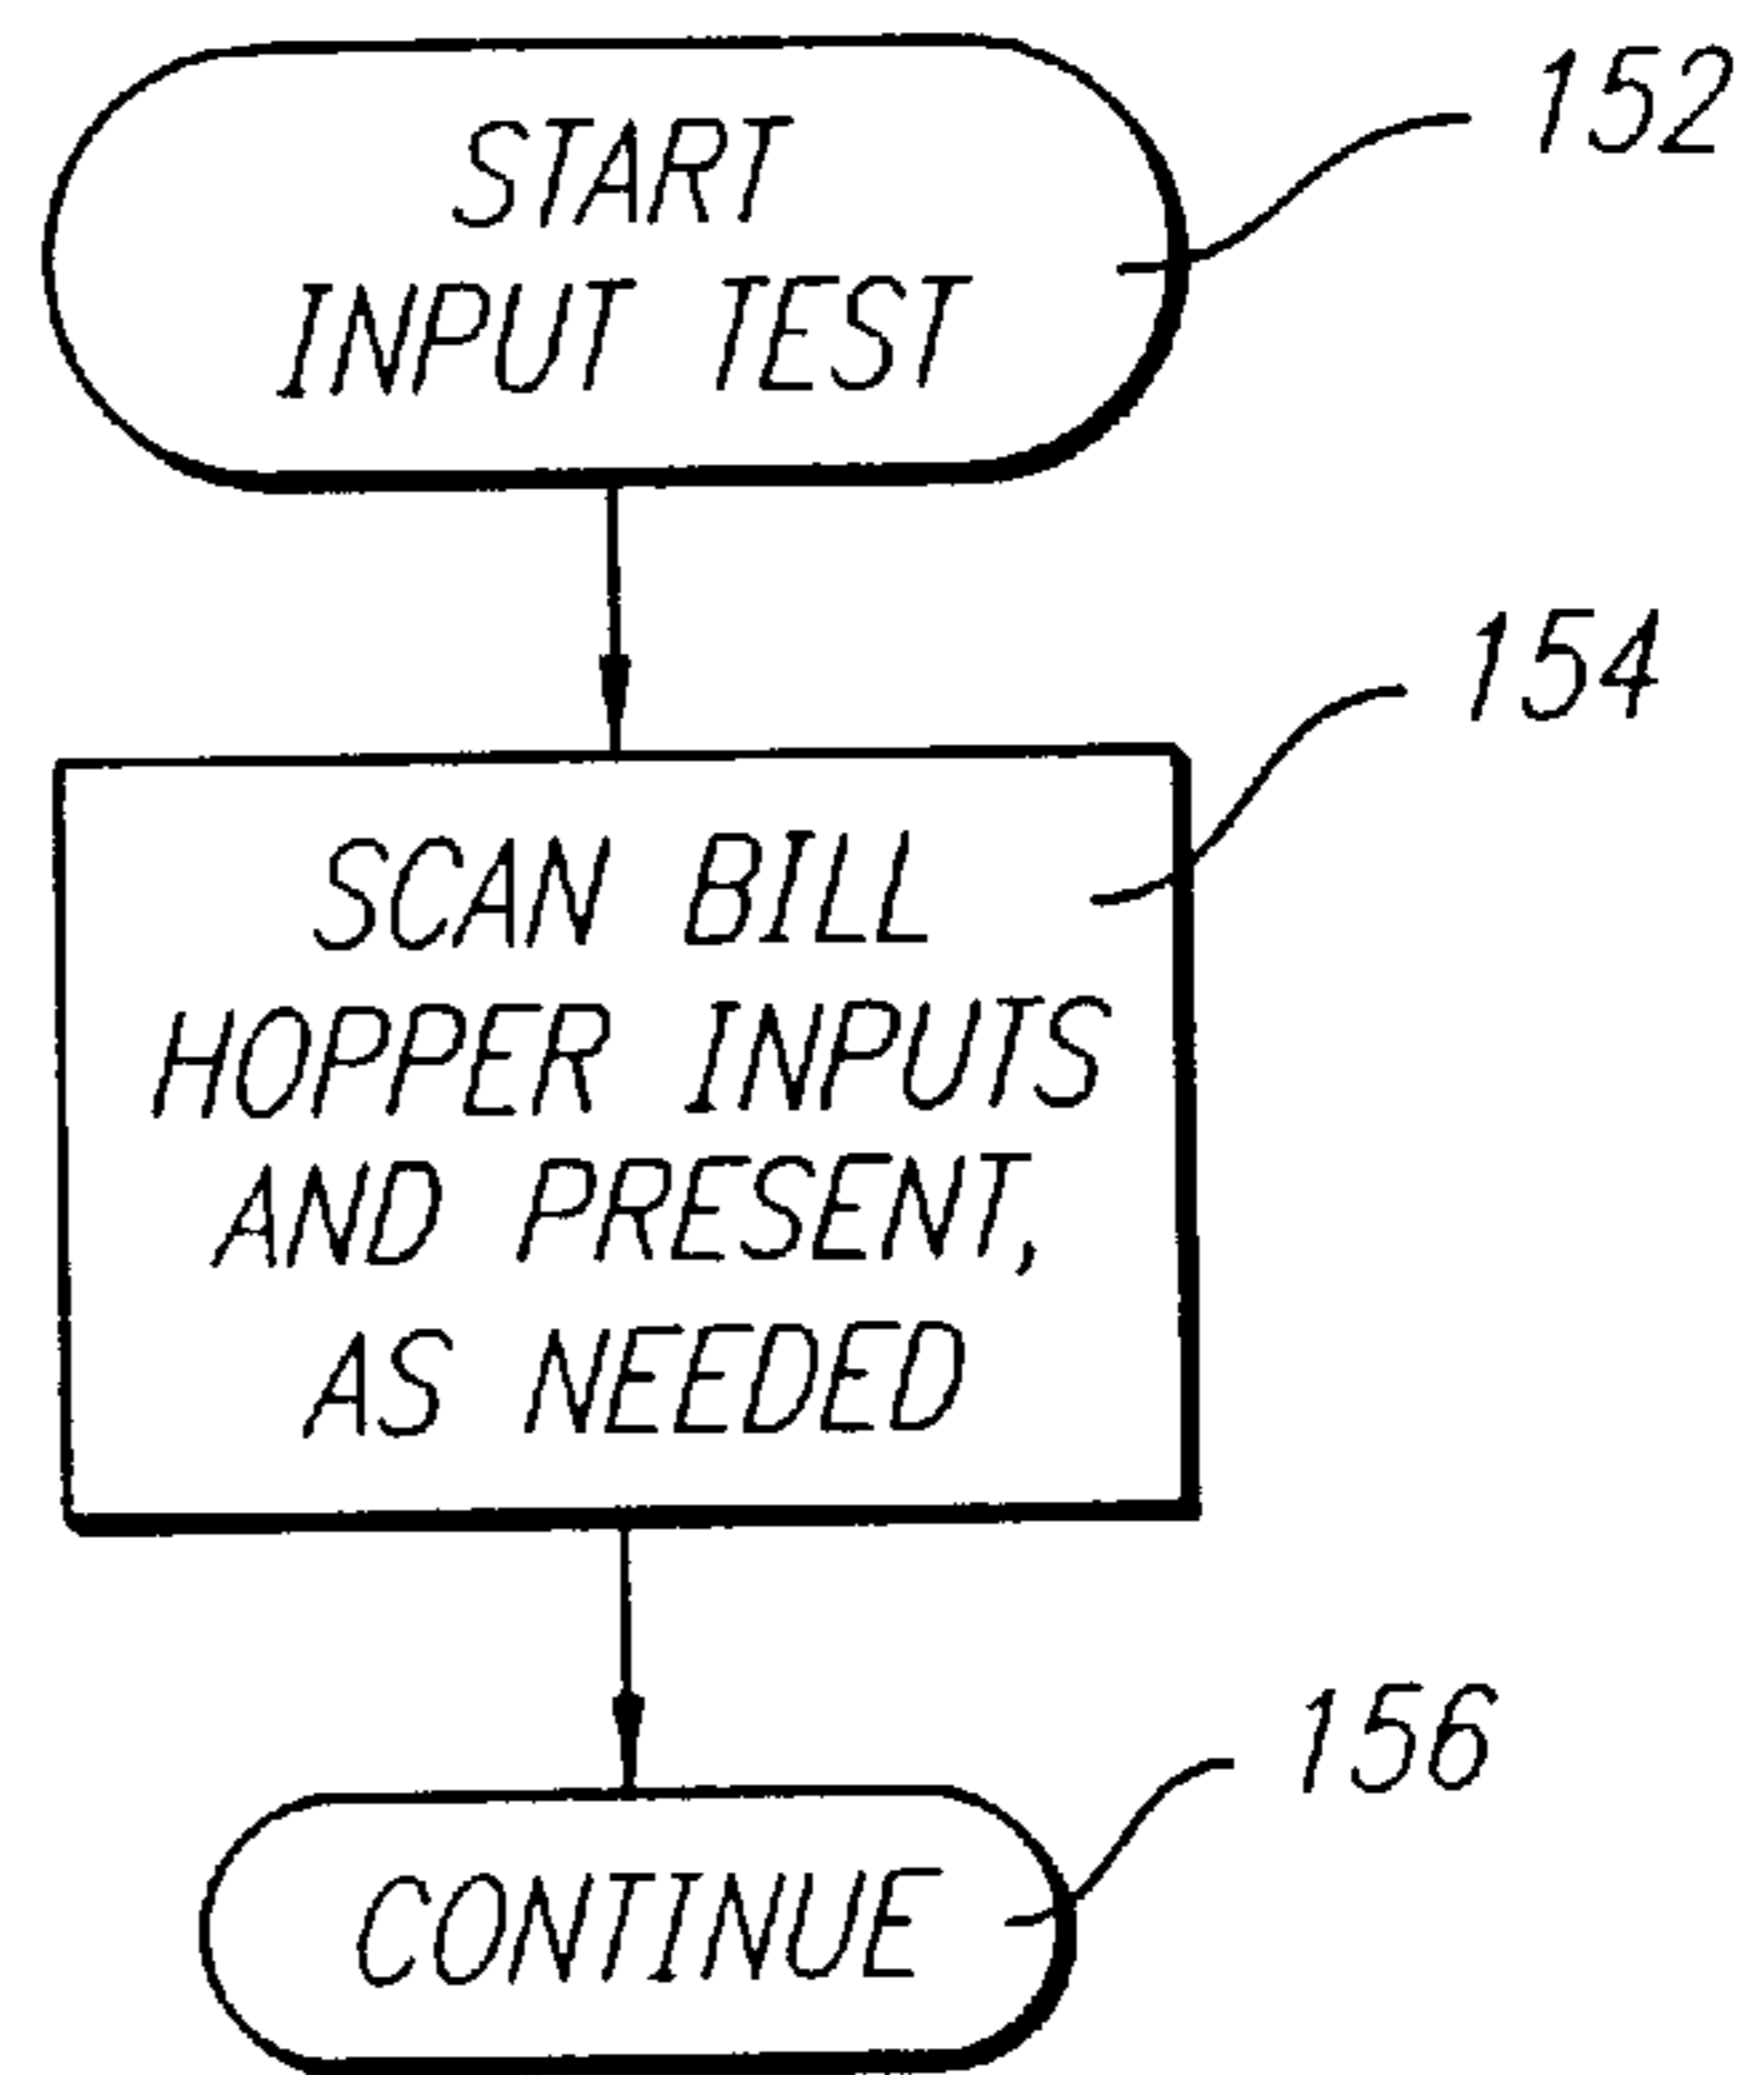 START
INPUT TEST
152
154
SCAN BILL
HOPPER INPUTS
AND PRESENT,
AS NEEDED
156
CONTINUE